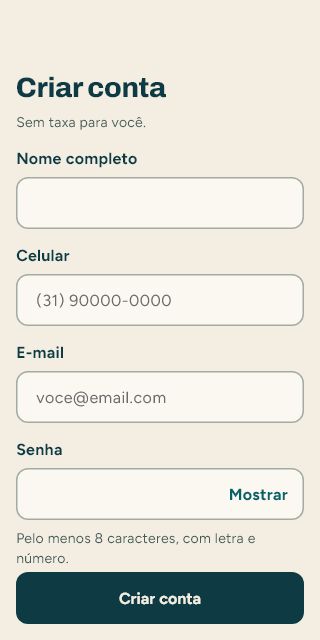 Criar conta
Sem taxa para você.
Nome completo
Celular
(31) 90000-0000
E-mail
voce@email.com
Senha
Mostrar
Pelo menos 8 caracteres, com letra e
número.
Criar conta